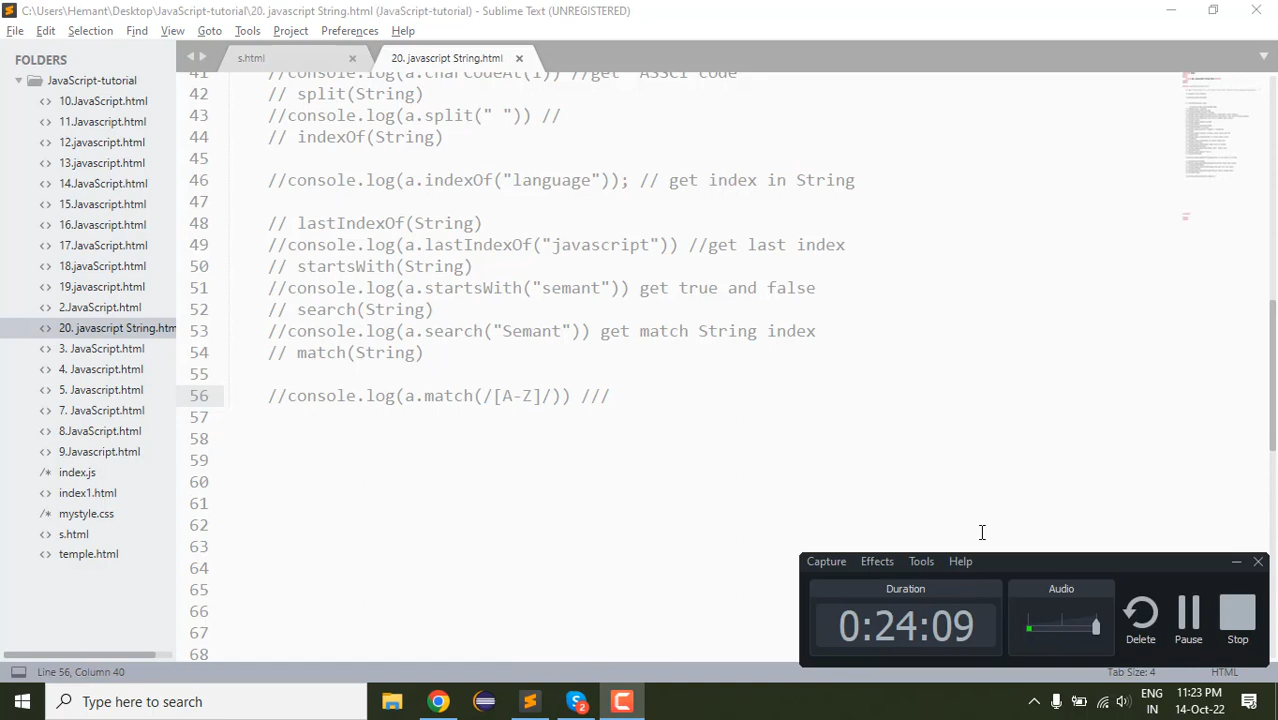 C:\Users\Hemant\Desktop\JavaScript-tutorial\20. javascript String.html (JavaScript-tutorial) - Sublime Text (UNREGISTERED)
File Edit Selection Find View Goto Tools Project Preferences Help
FOLDERS
JavaScript-tutorial
10.JavaScript.html
11.JavaScript.html
12.javascript.html
13.javascript.html
14.JavaScript.html
15.JavaScript.html
16.JavaScript.html
17.JavaScript.html
18.javaScript.html
19.javascript.html
2.JavaScript.html
20. javascript String.htm
3. JavaScript.html
4. Javascript.html
5. Javascript.html
7. JavaScript.html
8.JavaScript.html
9.Javascript.html
index.js
index1.html
mystyle.css
s.html
temple.html
s.html
20. javascript String.html
41 //console.log(a.charCodeAt(1)) //get ASSCI code
42 // split(String)
43 //console.log(a.split(" ")) //
44 // indexOf(String)
45
46 //console.log(a.indexOf("language")); // get index in String
47
48 // lastIndexOf(String)
49 //console.log(a.lastIndexOf("javascript")) //get last index
50 // startsWith(String)
51 //console.log(a.startsWith("semant")) get true and false
52 // search(String)
53 //console.log(a.search("Semant")) get match String index
54 // match(String)
55
56 //console.log(a.match(/[A-Z]/)) ///
57
58
59
60
61
62
63
64
65
66
67
68
Capture Effects Tools Help
Duration
0:24:09
Audio
Delete
Pause
Stop
Line 56, Column 40
Tab Size: 4
HTML
Type here to search
2
ENG
IN
11:23 PM
14-Oct-22